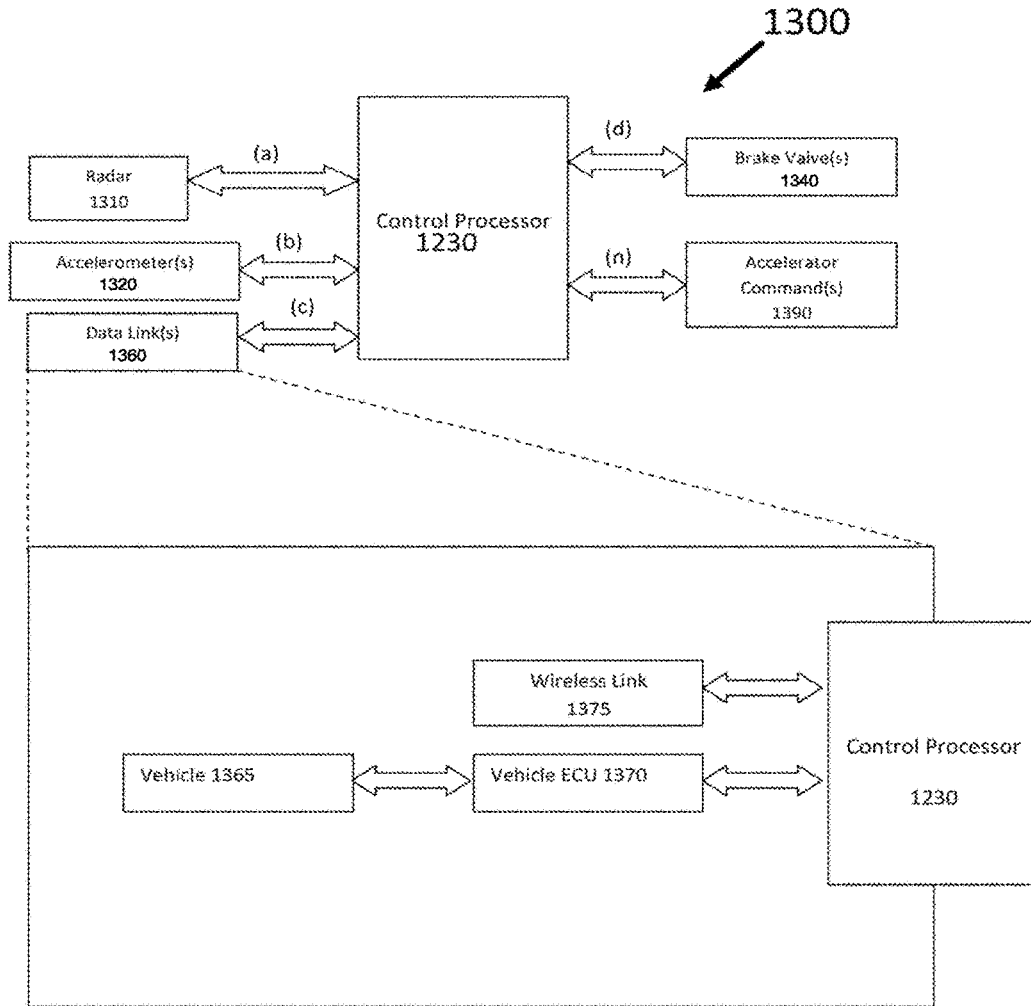 1300
(a)
Radar
1310
(b)
Accelerometer(s)
1320
(c)
Data Link(s)
1360
Control Processor
1230
(d)
Brake Valve(s)
1340
(n)
Accelerator
Command(s)
1390
Wireless Link
1375
Vehicle 1365
Vehicle ECU 1370
Control Processor
1230